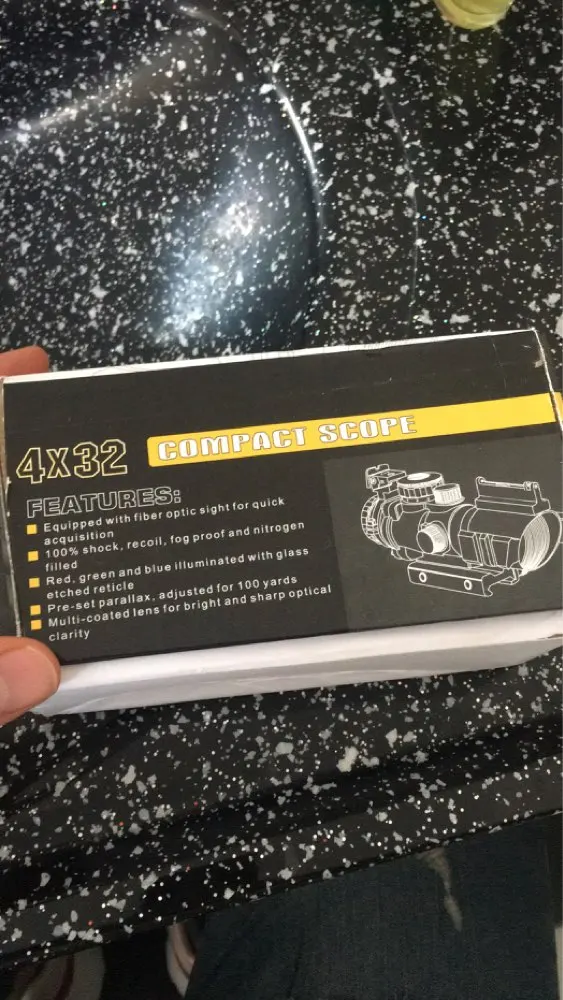 4X32 COMPACT SCOPE
FEATURES:
Equipped with fiber optic sight for quick
acquisition
100% shock, recoil, fog proof and nitrogen
filled
Red, green and blue illuminated with glass
etched reticle
Pre-set parallax, adjusted for 100 yards
Multi-coated lens for bright and sharp optical
clarity